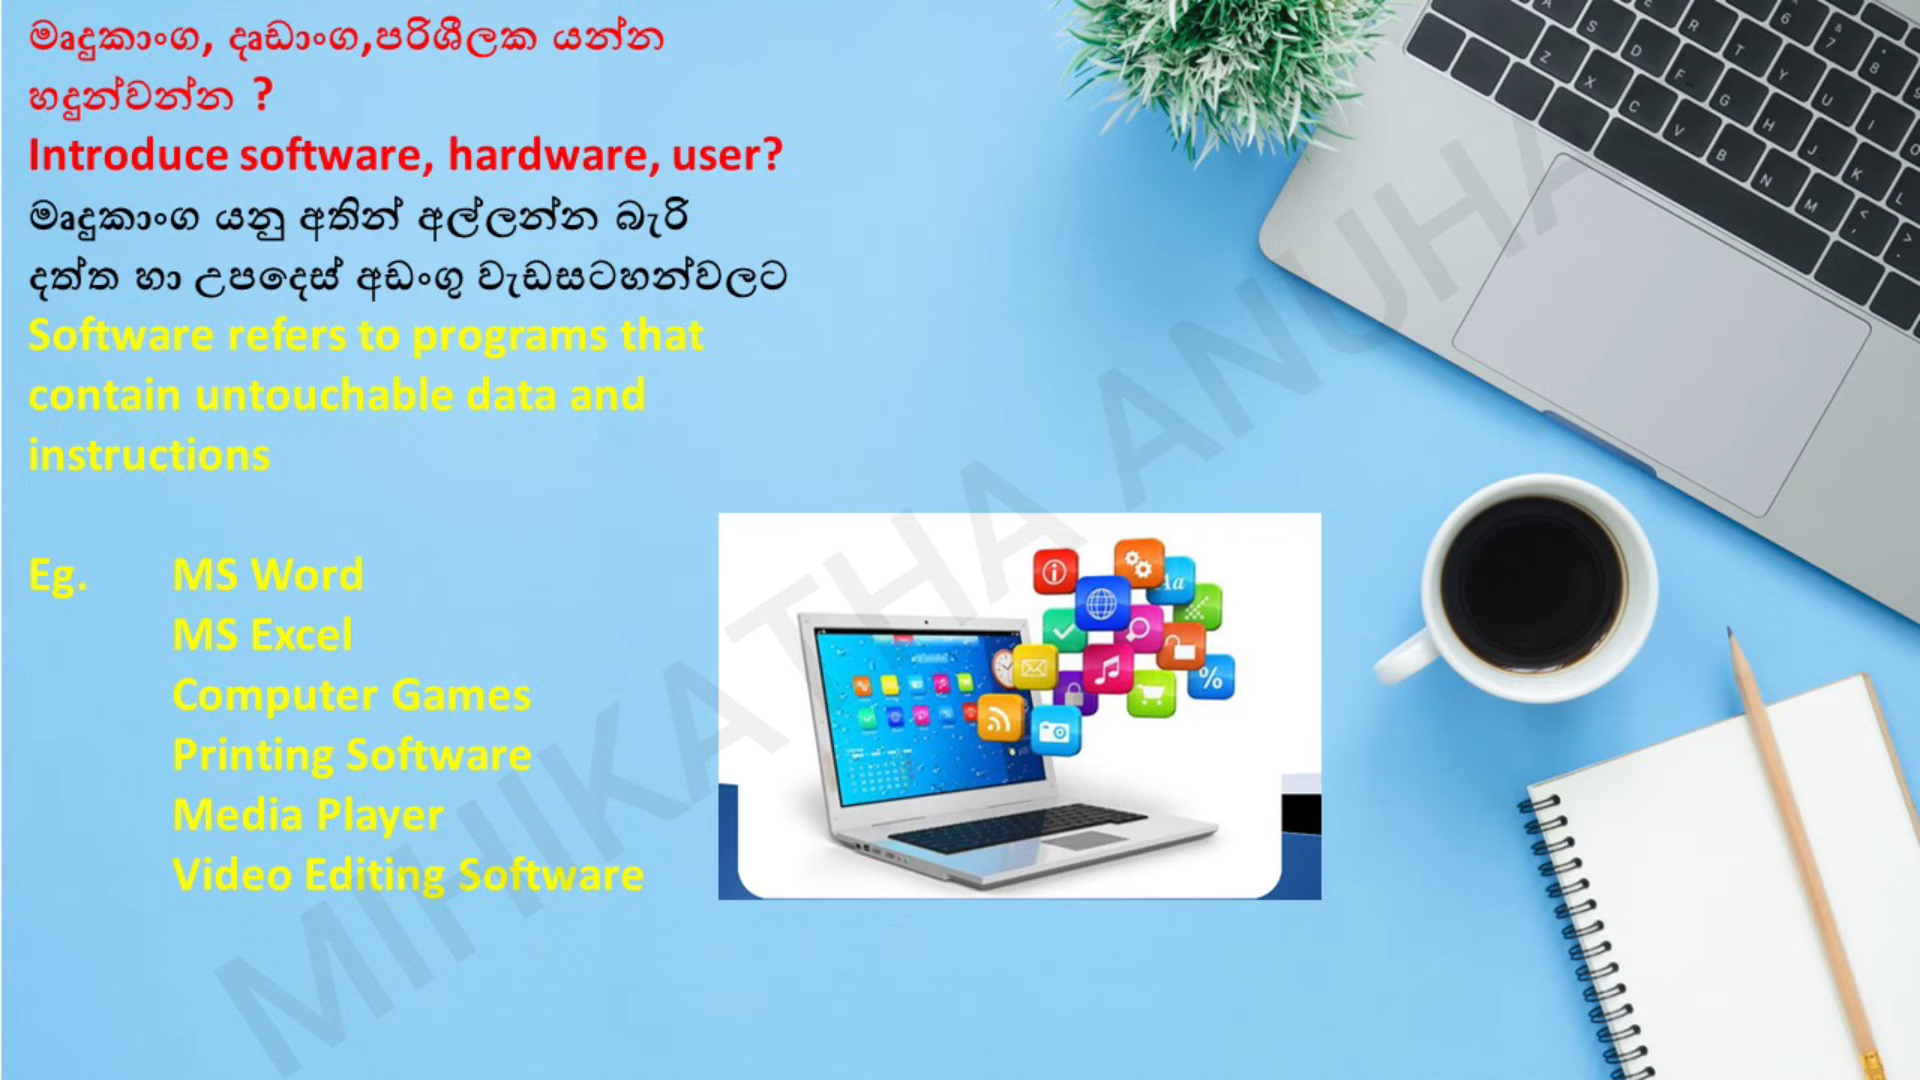 මෘදුකාංග, දෘඩාංග,පරිශීලක යන්න
හඳුන්වන්න ?
Introduce software, hardware, user?
මෘදුකාංග යනු අතින් අල්ලන්න බැරි
දත්ත හා උපදෙස් අඩංගු වැඩසටහන්වලට
Software refers to programs that
contain untouchable data and
instructions
Eg. MS Word
MS Excel
Computer Games
Printing Software
Media Player
Video Editing Software
MIHIKATHA ANUHA